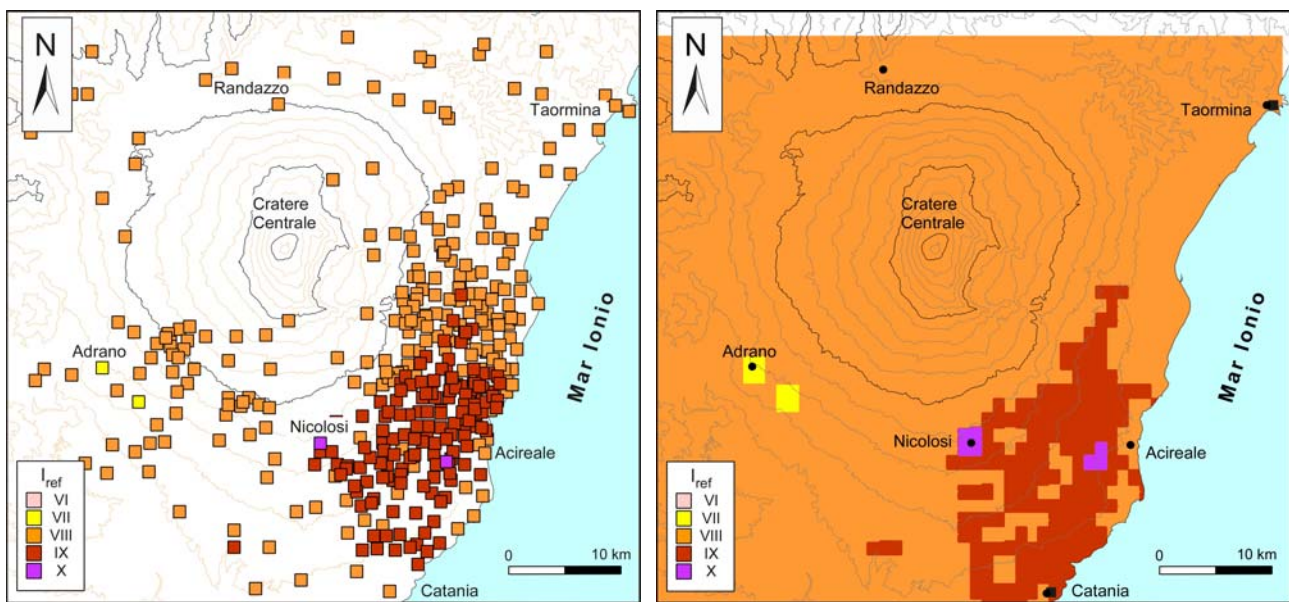 N
Randazzo
Taormina
Cratere
Centrale
Adrano
Mar Ionio
Nicolosi
Acireale
I ref
VI
VII
VIII
IX
X
0 10 km
Catania
N
Randazzo
Taormina
Cratere
Centrale
Mar Ionio
Adrano
Nicolosi
Acireale
I ref
VI
VII
VIII
IX
X
0 10 km
Catania